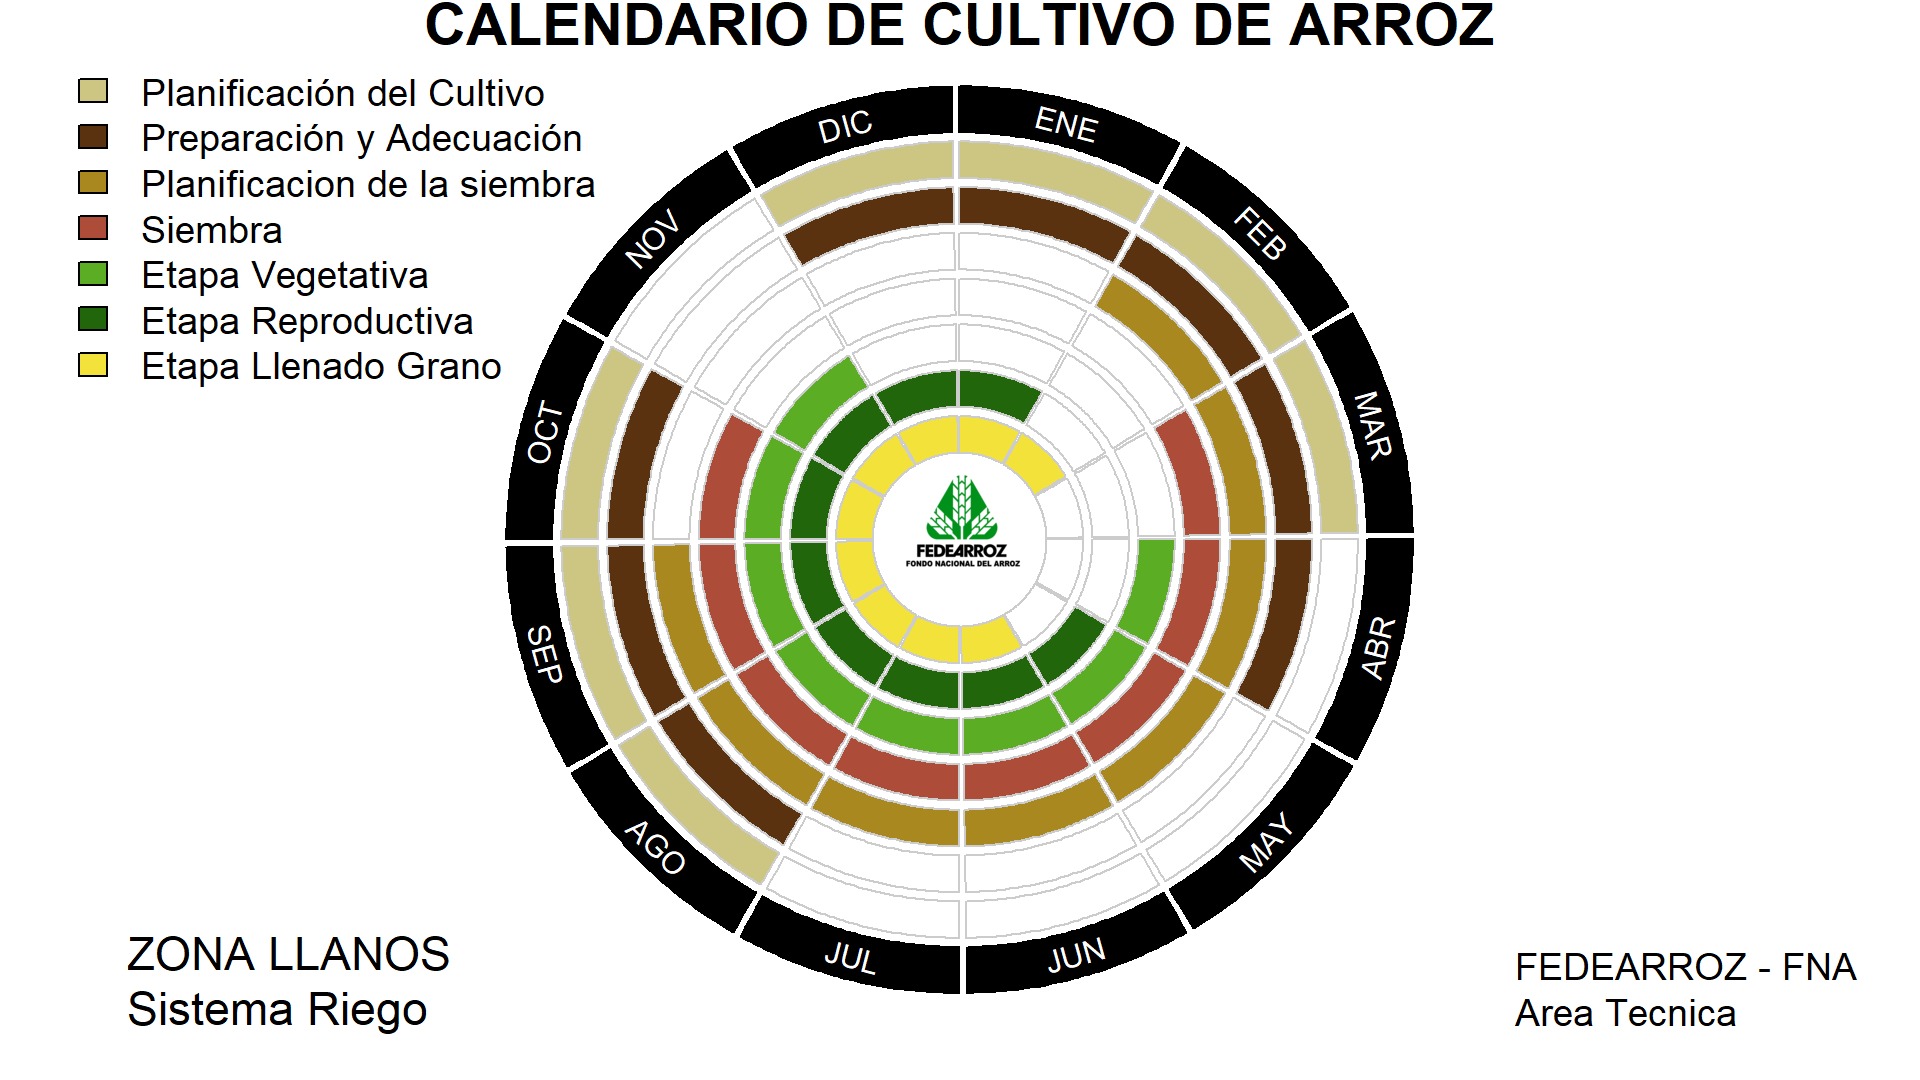 CALENDARIO DE CULTIVO DE ARROZ
Planificación del Cultivo
Preparación y Adecuación
Planificacion de la siembra
Siembra
Etapa Vegetativa
Etapa Reproductiva
Etapa Llenado Grano
ENE
FEB
MAR
ABR
MAY
JUN
JUL
AGO
SEP
OCT
NOV
DIC
FEDEARROZ
FONDO NACIONAL DEL ARROZ
ZONA LLANOS
Sistema Riego
FEDEARROZ - FNA
Area Tecnica